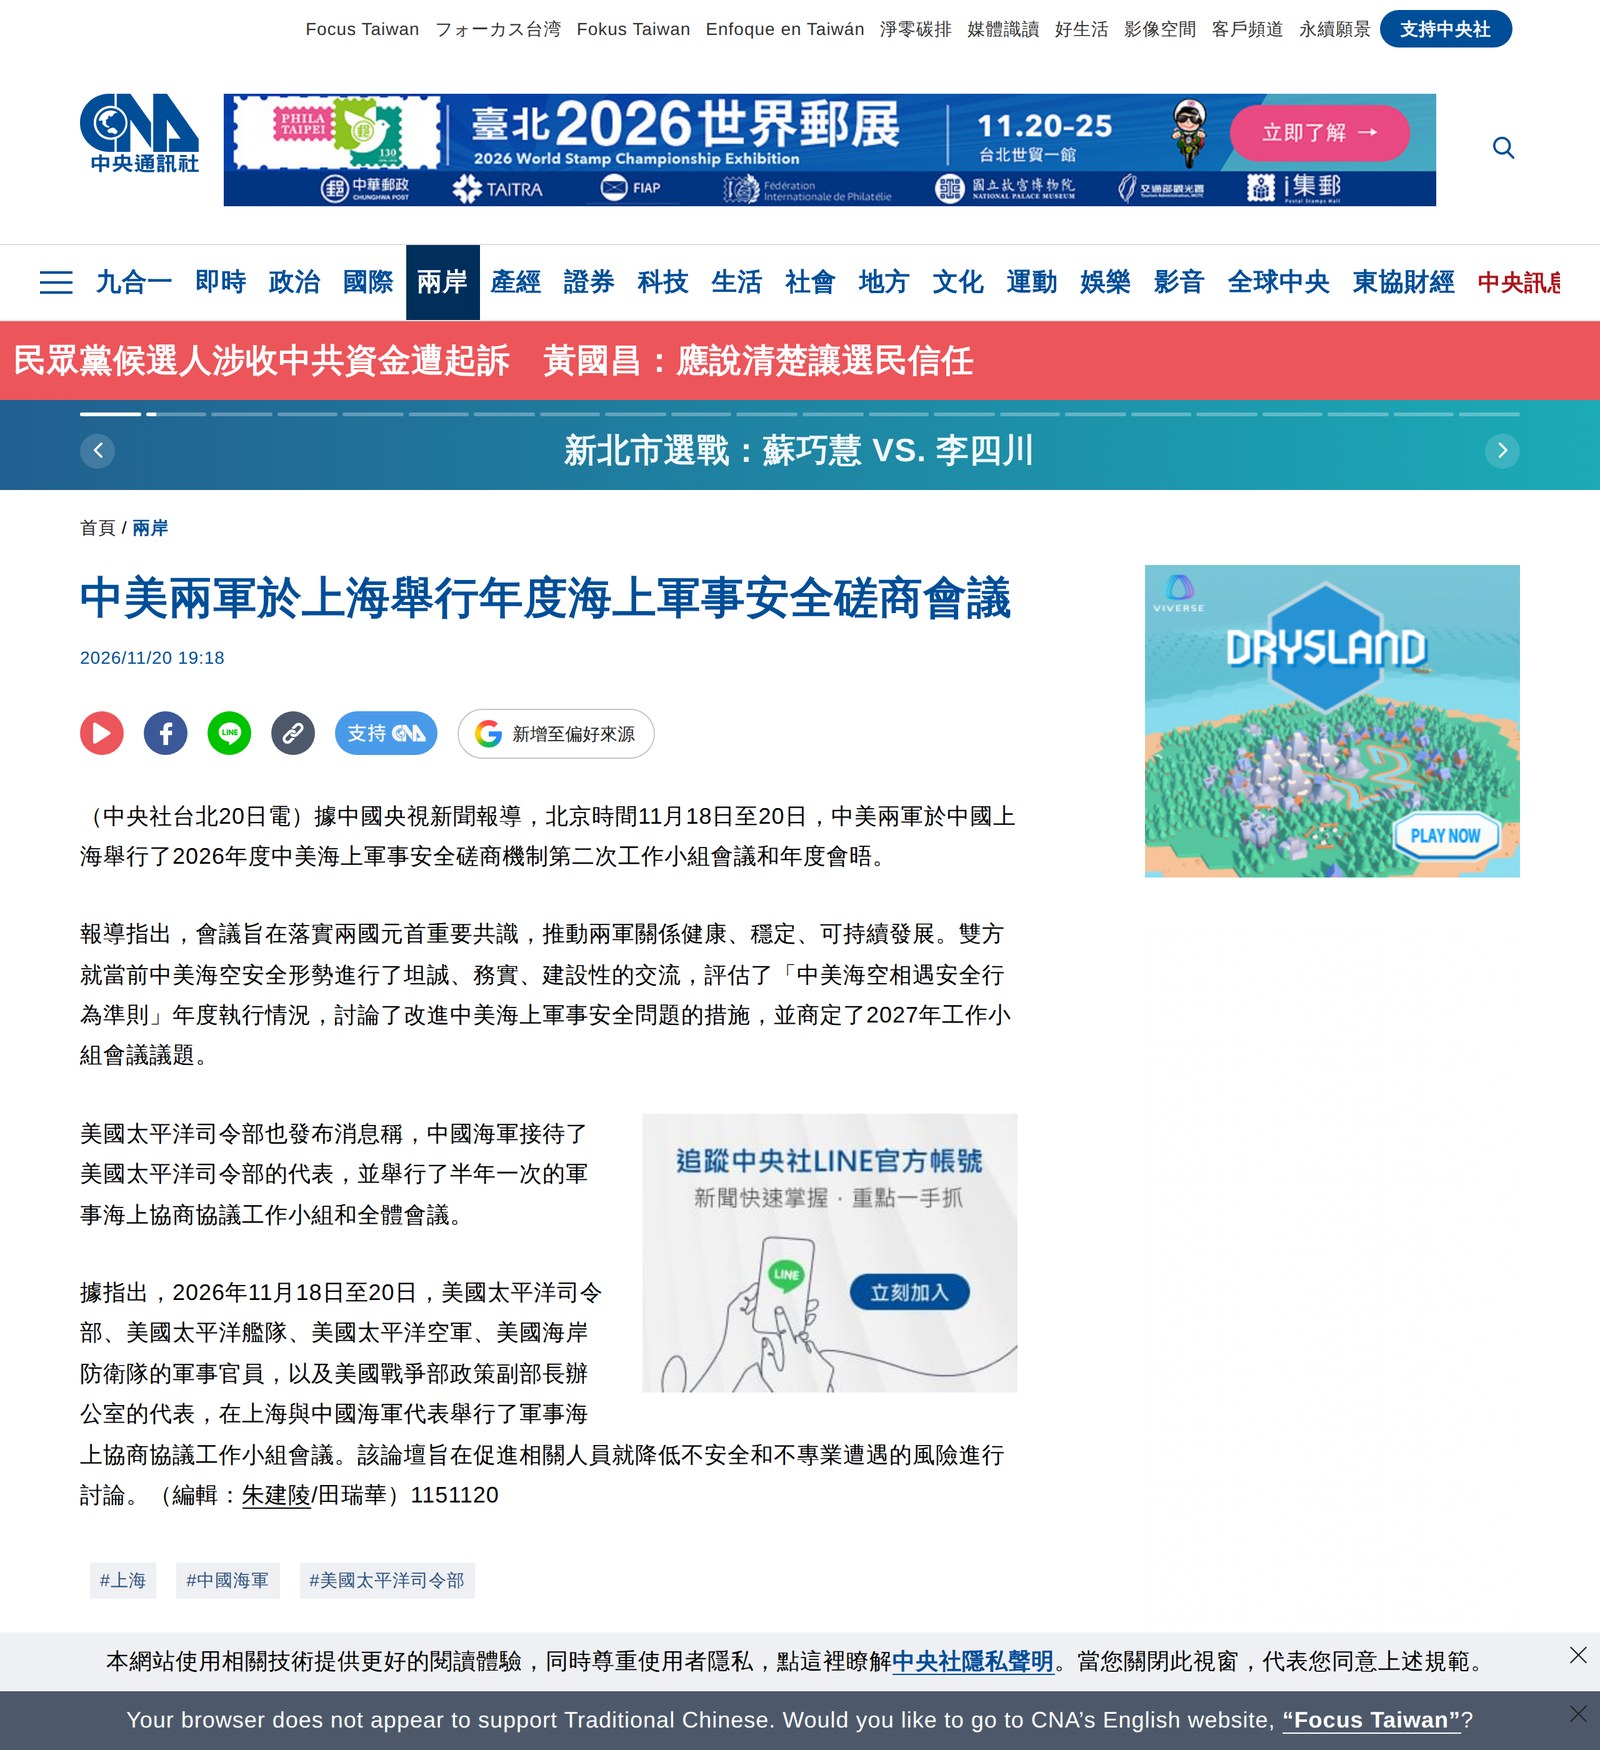 Focus Taiwan フォーカス台湾 Fokus Taiwan Enfoque en Taiwán 淨零碳排 媒體識讀 好生活 影像空間 客戶頻道 永續願景 支持中央社
CNA
中央通訊社
PHILA TAIPEI
郵
130
臺北2026世界郵展
2026 World Stamp Championship Exhibition
11.20-25
台北世貿一館
立即了解 →
中華郵政 CHUNGHWA POST TAITRA FIAP Fédération Internationale de Philatélie 國立故宮博物院 NATIONAL PALACE MUSEUM 交通部觀光署 i集郵
九合一 即時 政治 國際 兩岸 產經 證券 科技 生活 社會 地方 文化 運動 娛樂 影音 全球中央 東協財經 中央訊息
民眾黨候選人涉收中共資金遭起訴 黃國昌：應說清楚讓選民信任
新北市選戰：蘇巧慧 VS. 李四川
首頁 / 兩岸
中美兩軍於上海舉行年度海上軍事安全磋商會議
2026/11/20 19:18
LINE
支持 CNA
新增至偏好來源
VIVERSE
DRYSLAND
2
PLAY NOW
（中央社台北20日電）據中國央視新聞報導，北京時間11月18日至20日，中美兩軍於中國上
海舉行了2026年度中美海上軍事安全磋商機制第二次工作小組會議和年度會晤。
報導指出，會議旨在落實兩國元首重要共識，推動兩軍關係健康、穩定、可持續發展。雙方
就當前中美海空安全形勢進行了坦誠、務實、建設性的交流，評估了「中美海空相遇安全行
為準則」年度執行情況，討論了改進中美海上軍事安全問題的措施，並商定了2027年工作小
組會議議題。
美國太平洋司令部也發布消息稱，中國海軍接待了
美國太平洋司令部的代表，並舉行了半年一次的軍
事海上協商協議工作小組和全體會議。
追蹤中央社LINE官方帳號
新聞快速掌握．重點一手抓
LINE
立刻加入
據指出，2026年11月18日至20日，美國太平洋司令
部、美國太平洋艦隊、美國太平洋空軍、美國海岸
防衛隊的軍事官員，以及美國戰爭部政策副部長辦
公室的代表，在上海與中國海軍代表舉行了軍事海
上協商協議工作小組會議。該論壇旨在促進相關人員就降低不安全和不專業遭遇的風險進行
討論。（編輯：朱建陵/田瑞華）1151120
#上海 #中國海軍 #美國太平洋司令部
本網站使用相關技術提供更好的閱讀體驗，同時尊重使用者隱私，點這裡瞭解中央社隱私聲明。當您關閉此視窗，代表您同意上述規範。
Your browser does not appear to support Traditional Chinese. Would you like to go to CNA’s English website, “Focus Taiwan”?